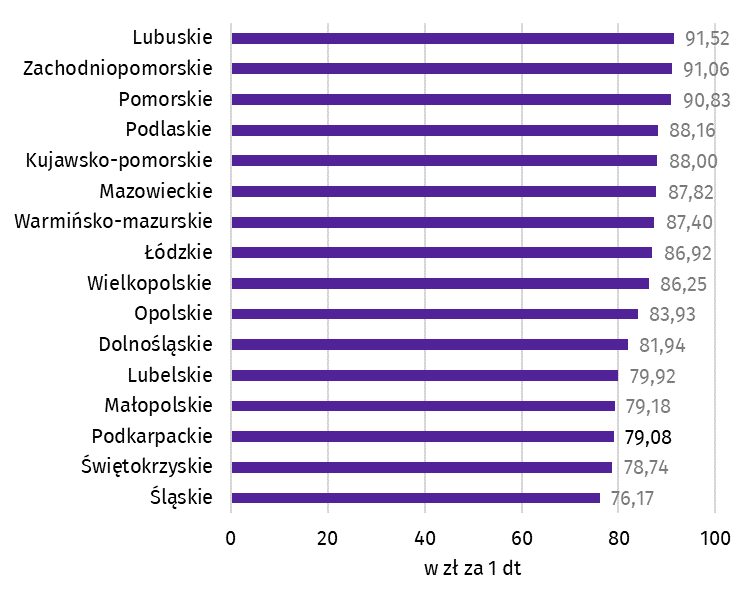 Lubuskie 91,52
Zachodniopomorskie 91,06
Pomorskie 90,83
Podlaskie 88,16
Kujawsko-pomorskie 88,00
Mazowieckie 87,82
Warmińsko-mazurskie 87,40
Łódzkie 86,92
Wielkopolskie 86,25
Opolskie 83,93
Dolnośląskie 81,94
Lubelskie 79,92
Małopolskie 79,18
Podkarpackie 79,08
Świętokrzyskie 78,74
Śląskie 76,17
0 20 40 60 80 100
w zł za 1 dt